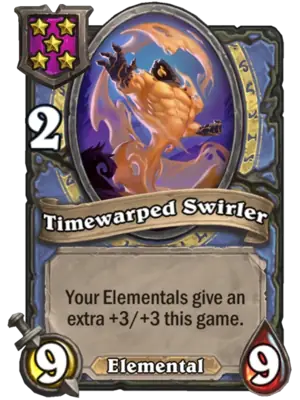 2
Timewarped Swirler
Your Elementals give an
extra +3/+3 this game.
9
Elemental
9